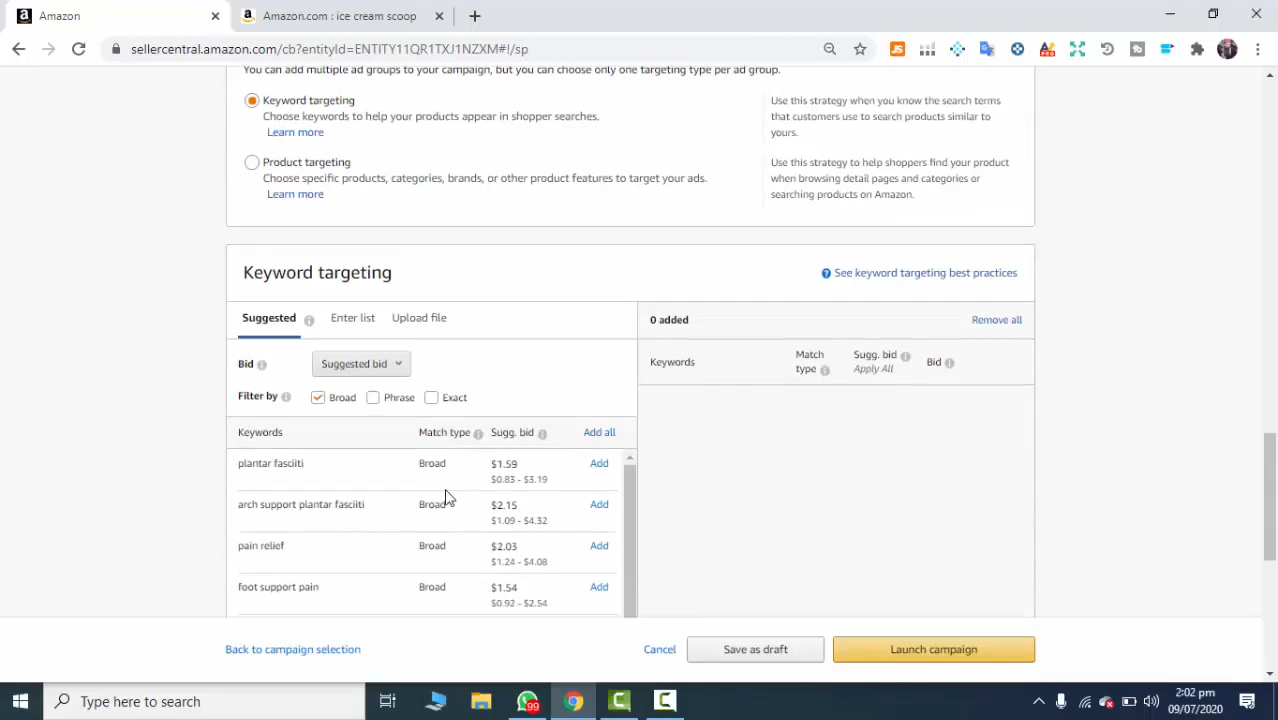 Amazon
Amazon.com : ice cream scoop
sellercentral.amazon.com/cb?entityId=ENTITY11QR1TXJ1NZXM#!/sp
You can add multiple ad groups to your campaign, but you can choose only one targeting type per ad group.
Keyword targeting
Choose keywords to help your products appear in shopper searches.
Learn more
Use this strategy when you know the search terms
that customers use to search products similar to
yours.
Product targeting
Choose specific products, categories, brands, or other product features to target your ads.
Learn more
Use this strategy to help shoppers find your product
when browsing detail pages and categories or
searching products on Amazon.
Keyword targeting
See keyword targeting best practices
Suggested Enter list Upload file
0 added Remove all
Bid Suggested bid
Keywords Match type Sugg. bid Apply All Bid
Filter by Broad Phrase Exact
Keywords Match type Sugg. bid Add all
plantar fasciiti Broad $1.59 Add
$0.83 - $3.19
arch support plantar fasciiti Broad $2.15 Add
$1.09 - $4.32
pain relief Broad $2.03 Add
$1.24 - $4.08
foot support pain Broad $1.54 Add
$0.92 - $2.54
Back to campaign selection Cancel Save as draft Launch campaign
Type here to search
99
2:02 pm
09/07/2020